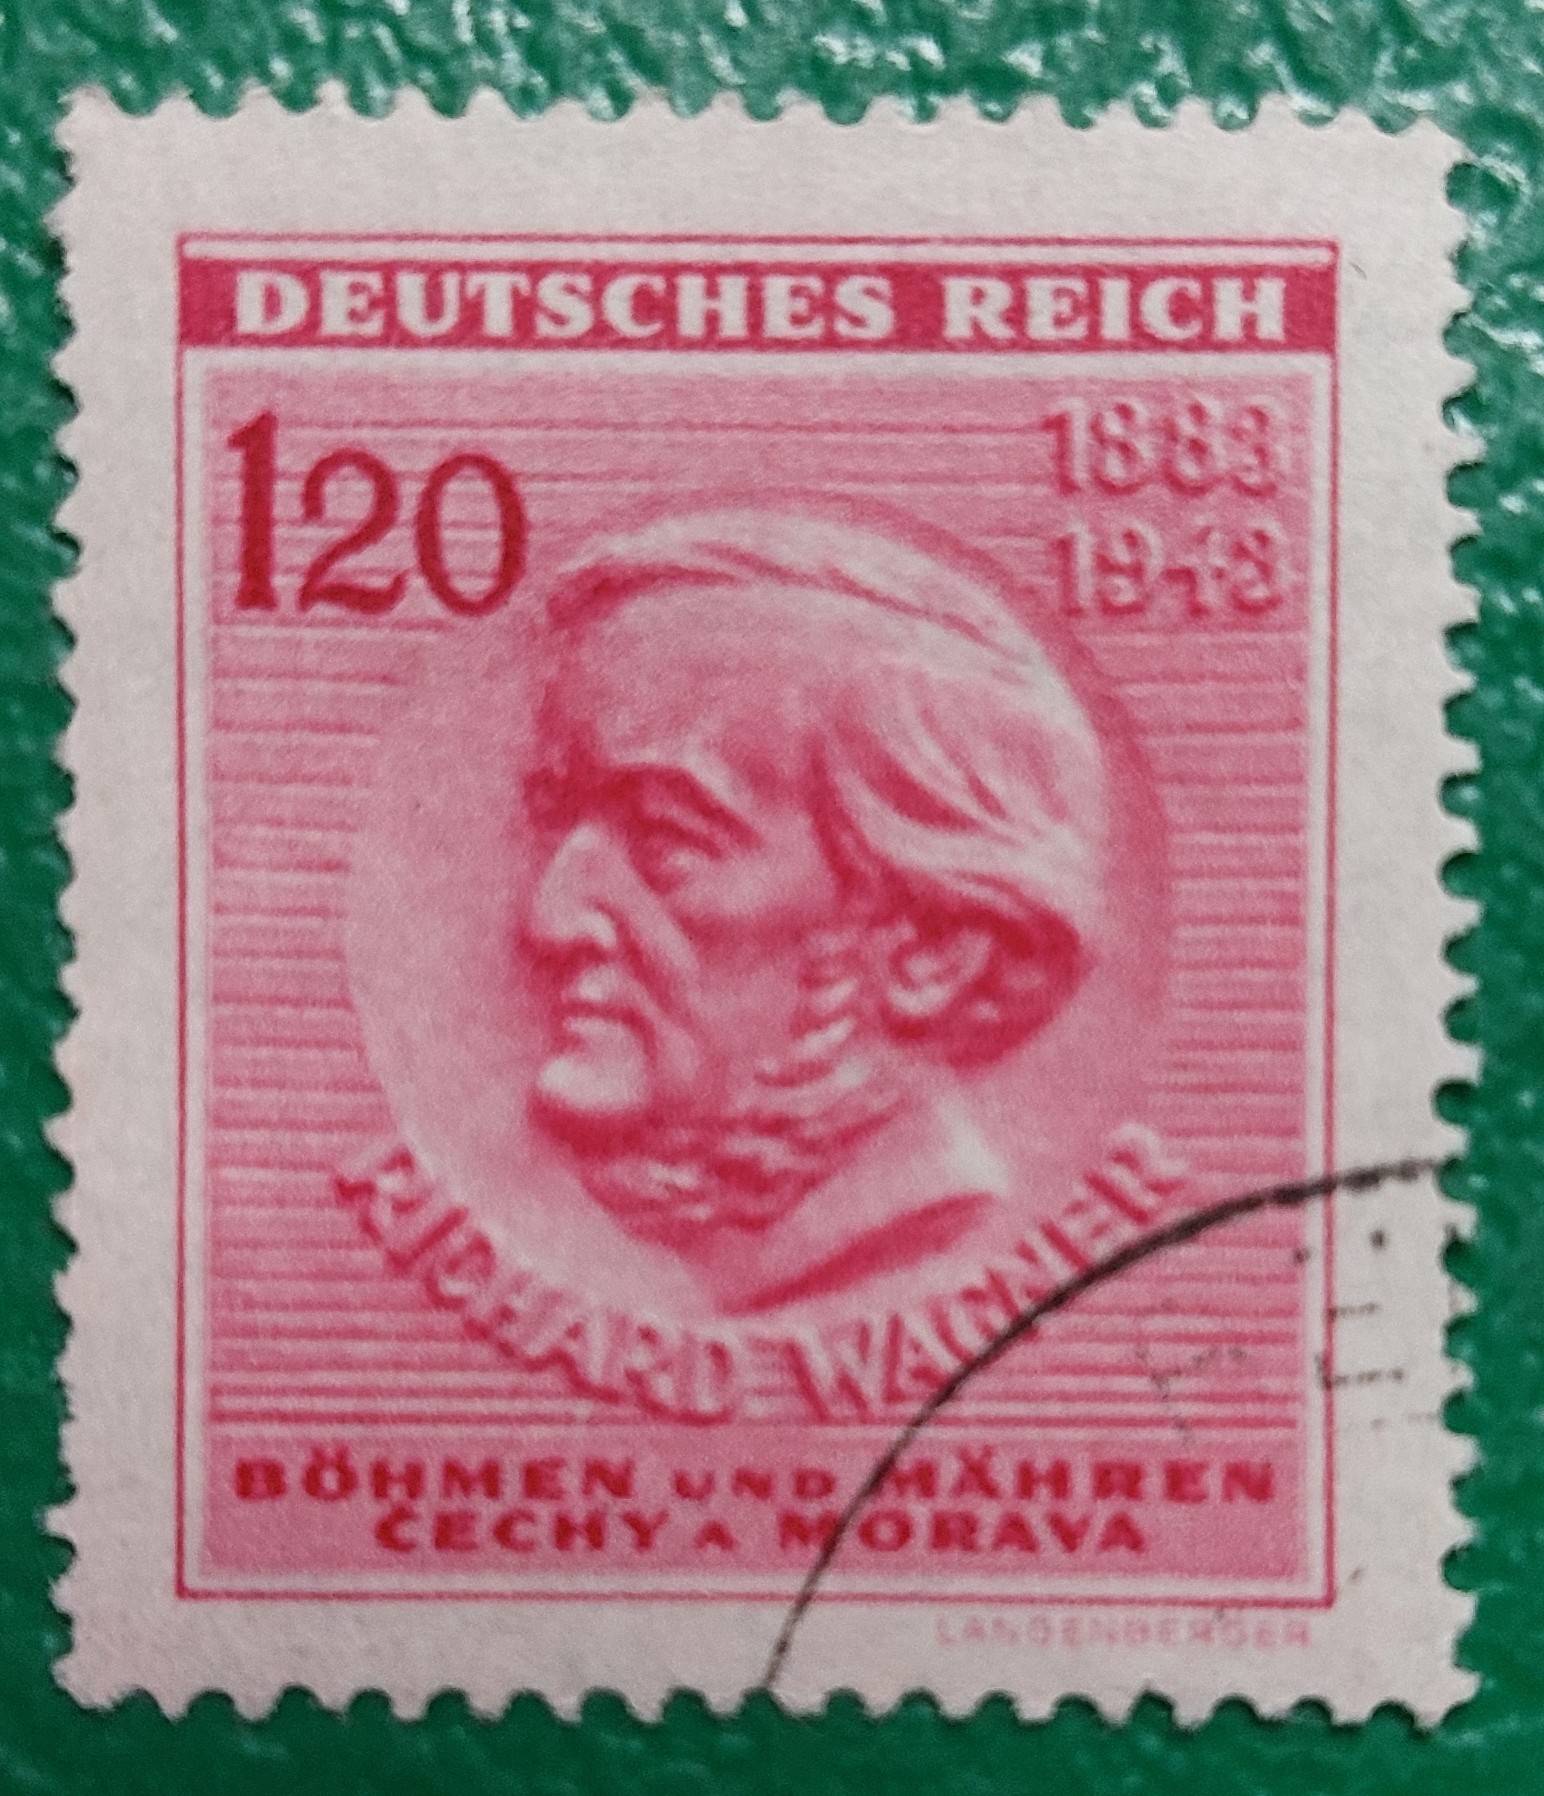 DEUTSCHES REICH
120
1883
1943
RICHARD WAGNER
BÖHMEN UND MÄHREN
ČECHY A MORAVA
LANGENBERGER